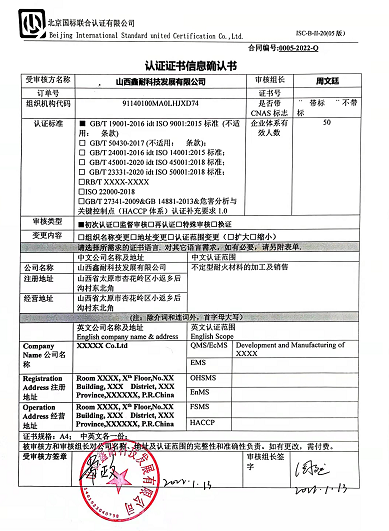 北京国标联合认证有限公司
Beijing International Standard united Certification Co.,Ltd.
ISC-B-II-20(05版)
合同编号:0005-2022-Q
认证证书信息确认书
受审核方名称 山西鑫耐科技发展有限公司 审核组长 周文廷
订单号 证书号
组织机构代码 91140100MA0LHJXD74 是否带CNAS标志 ¨ 带标 ¨不带标
认证标准 ■ GB/T 19001-2016 idt ISO 9001:2015 标准 (不适用: 条款) 企业体系有效人数 50
□ GB/T 50430-2017 (不适用: 条款);
□ GB/T 24001-2016 idt ISO 14001:2015 标准;
□ GB/T 45001-2020 idt ISO 45001:2018 标准;
□ GB/T 23331-2020 idt ISO 50001:2018 标准;
□RB/T XXXX-XXXX
□ISO 22000-2018
□GB/T 27341-2009&GB 14881-2013&危害分析与关键控制点(HACCP 体系)认证补充要求 1.0
审核类型 ■初次认证□监督审核□再认证□特殊审核□换证
变更内容 □组织名称变更□地址变更□认证范围变更(□扩大□缩小)
请选择所需求的证书语言, 对其它语言需求, 如有必要, 请另附表单.
中文公司名称及地址 中文认证范围
公司名称 山西鑫耐科技发展有限公司 不定型耐火材料的加工及销售
注册地址 山西省太原市杏花岭区小返乡后沟村东北角
经营地址 山西省太原市杏花岭区小返乡后沟村东北角
(注: 除介词和连词外, 首字母大写)
英文公司名称及地址 英文认证范围
English company name & address English Scope
Company Name 公司名称 XXXXX Co.Ltd QMS/EcMS Development and Manufacturing of XXXX
EMS
Registration Address 注册地址 Room XXXX, Xth Floor,No.XX Building, XXX District, XXX Province,XXXXXX, P.R.China OHSMS
EnMS
Operation Address 经营地址 Room XXXX, Xth Floor,No.XX Building, XXX District, XXX Province,XXXXXX, P.R.China FSMS
HACCP
证书规格: A4; 中英文各一份;
被审核方和审核组长对公司名称、地址及认证范围的完整性和准确性负责。如有更改, 需付费。
受审核方签章 2022.1.13 审核组长签字 2022.1.13